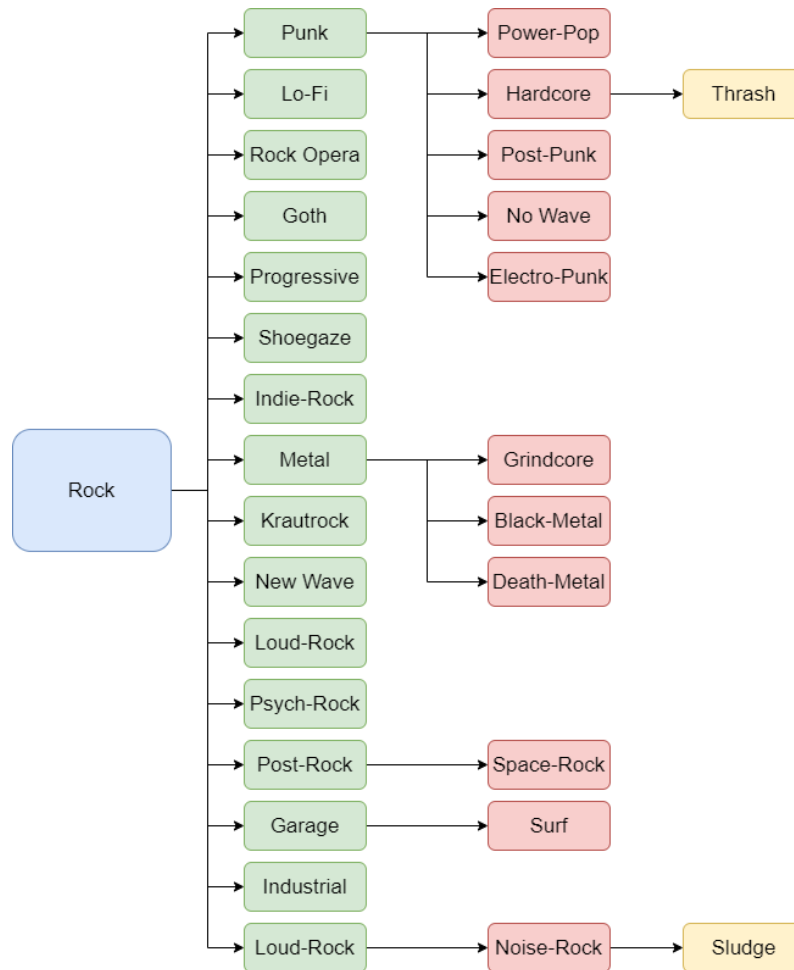 Punk
Power-Pop
Lo-Fi
Hardcore
Thrash
Rock Opera
Post-Punk
Goth
No Wave
Progressive
Electro-Punk
Shoegaze
Indie-Rock
Metal
Grindcore
Rock
Krautrock
Black-Metal
New Wave
Death-Metal
Loud-Rock
Psych-Rock
Post-Rock
Space-Rock
Garage
Surf
Industrial
Loud-Rock
Noise-Rock
Sludge